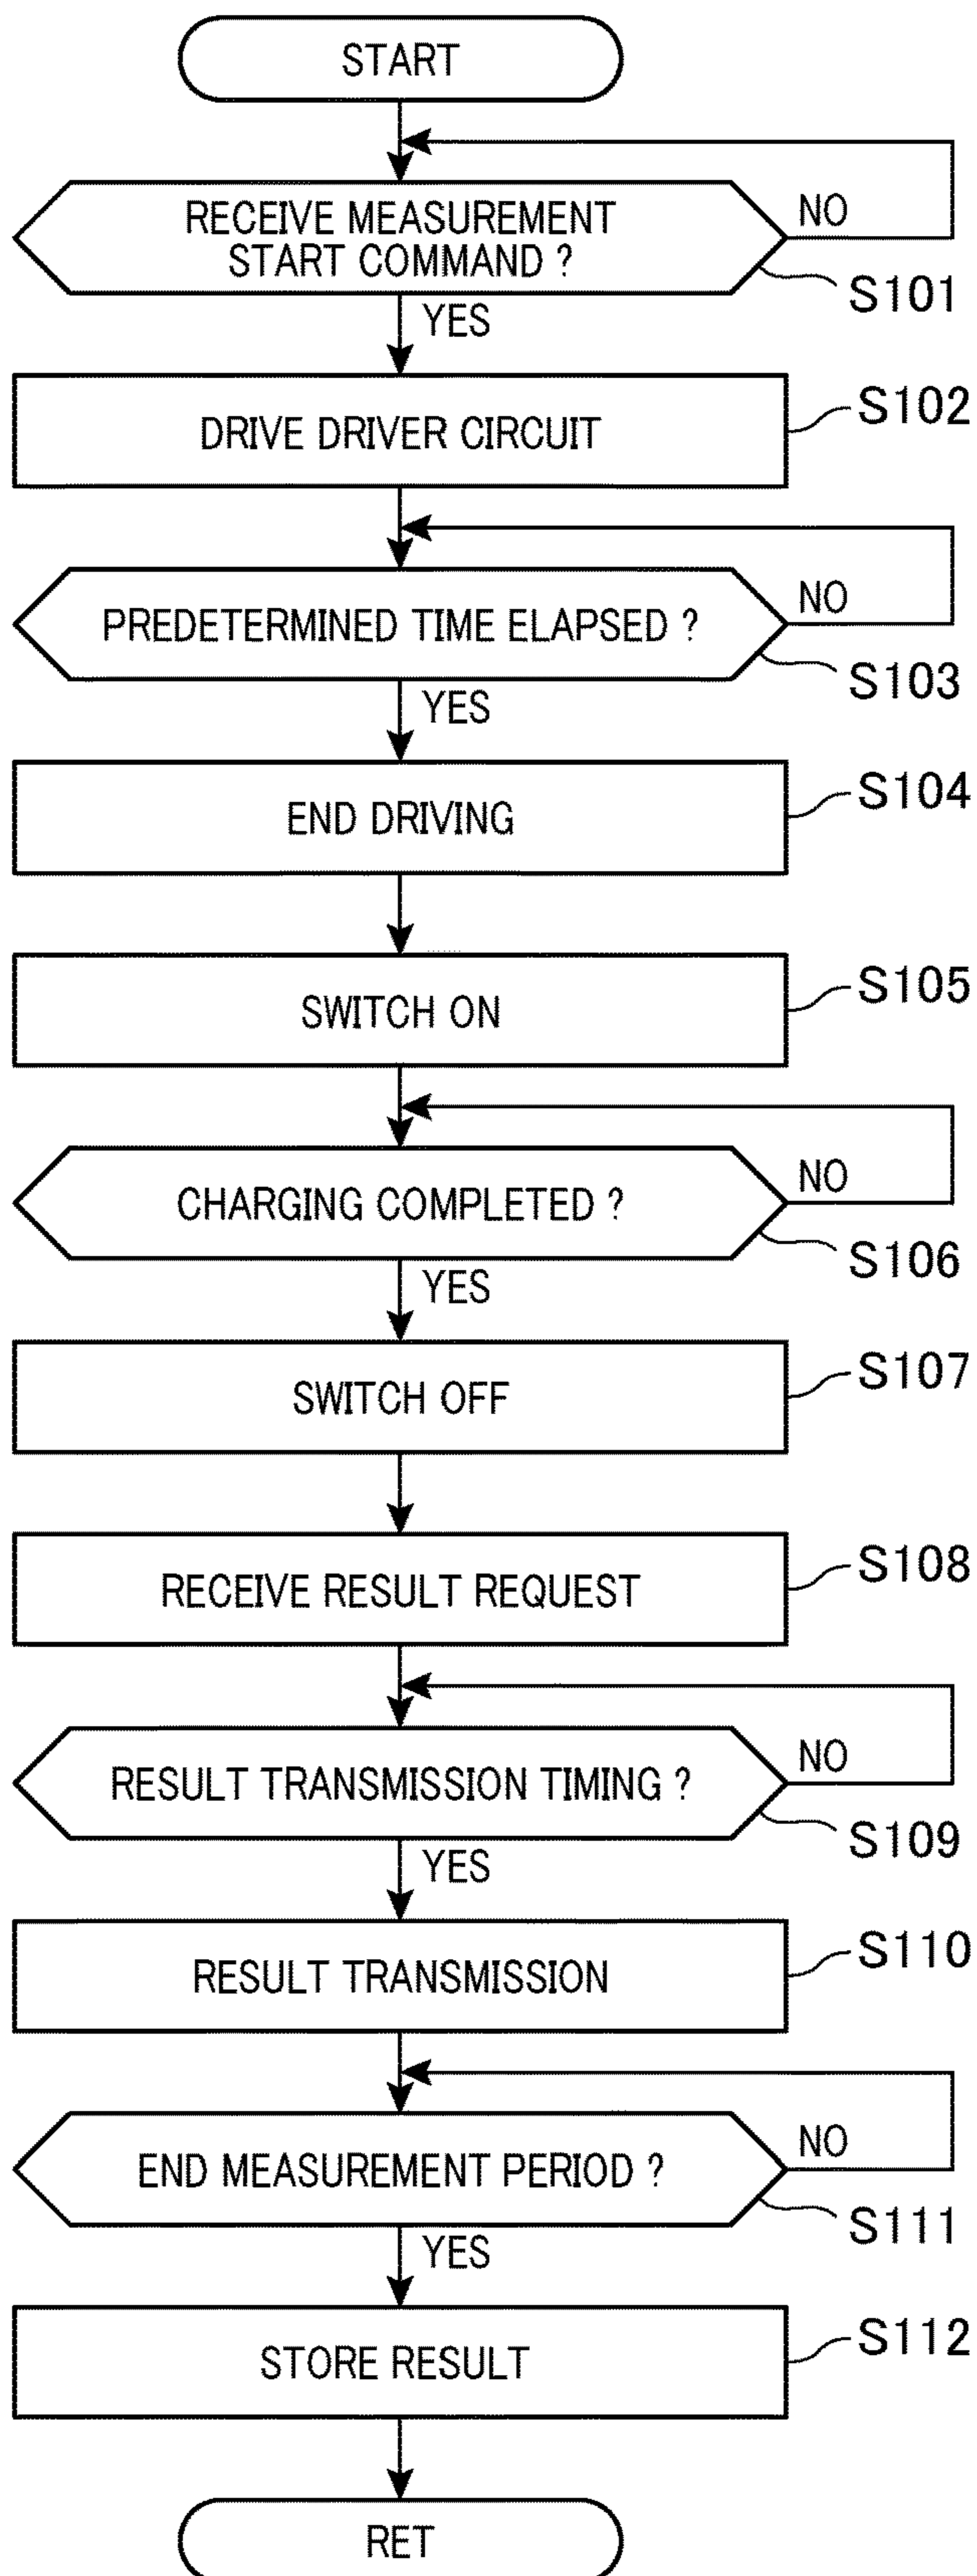 START
RECEIVE MEASUREMENT
START COMMAND ?
NO
S101
YES
DRIVE DRIVER CIRCUIT
S102
PREDETERMINED TIME ELAPSED ?
NO
S103
YES
END DRIVING
S104
SWITCH ON
S105
CHARGING COMPLETED ?
NO
S106
YES
SWITCH OFF
S107
RECEIVE RESULT REQUEST
S108
RESULT TRANSMISSION TIMING ?
NO
S109
YES
RESULT TRANSMISSION
S110
END MEASUREMENT PERIOD ?
NO
S111
YES
STORE RESULT
S112
RET